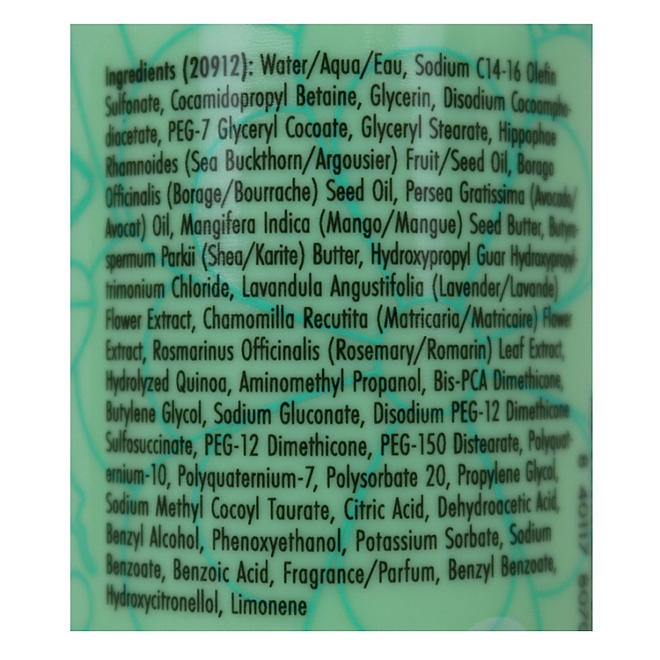 Ingredients (20912): Water/Aqua/Eau, Sodium C14-16 Olefin
Sulfonate, Cocamidopropyl Betaine, Glycerin, Disodium Cocoampho-
diacetate, PEG-7 Glyceryl Cocoate, Glyceryl Stearate, Hippophae
Rhamnoides (Sea Buckthorn/Argousier) Fruit/Seed Oil, Borago
Officinalis (Borage/Bourrache) Seed Oil, Persea Gratissima (Avocado/
Avocat) Oil, Mangifera Indica (Mango/Mangue) Seed Butter, Butyro-
spermum Parkii (Shea/Karite) Butter, Hydroxypropyl Guar Hydroxypropyl-
trimonium Chloride, Lavandula Angustifolia (Lavender/Lavande)
Flower Extract, Chamomilla Recutita (Matricaria/Matricaire) Flower
Extract, Rosmarinus Officinalis (Rosemary/Romarin) Leaf Extract,
Hydrolyzed Quinoa, Aminomethyl Propanol, Bis-PCA Dimethicone,
Butylene Glycol, Sodium Gluconate, Disodium PEG-12 Dimethicone
Sulfosuccinate, PEG-12 Dimethicone, PEG-150 Distearate, Polyquat-
ernium-10, Polyquaternium-7, Polysorbate 20, Propylene Glycol,
Sodium Methyl Cocoyl Taurate, Citric Acid, Dehydroacetic Acid,
Benzyl Alcohol, Phenoxyethanol, Potassium Sorbate, Sodium
Benzoate, Benzoic Acid, Fragrance/Parfum, Benzyl Benzoate,
Hydroxycitronellol, Limonene